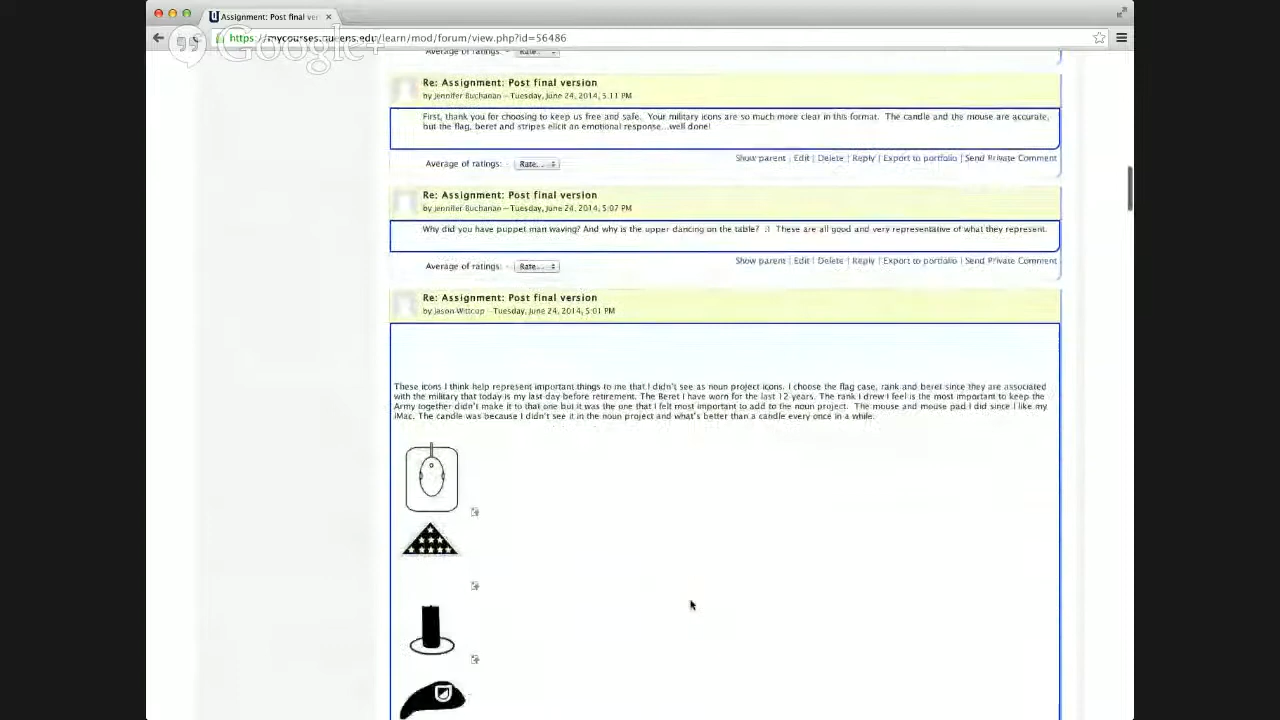 Assignment: Post final ver
https://mycourses.queens.edu/learn/mod/forum/view.php?id=56486
Google+
Average of ratings: - Rate...
Re: Assignment: Post final version
by Jennifer Buchanan - Tuesday, June 24, 2014, 5:11 PM
First, thank you for choosing to keep us free and safe. Your military icons are so much more clear in this format. The candle and the mouse are accurate,
but the flag, beret and stripes elicit an emotional response...well done!
Average of ratings: - Rate...
Show parent | Edit | Delete | Reply | Export to portfolio | Send Private Comment
Re: Assignment: Post final version
by Jennifer Buchanan - Tuesday, June 24, 2014, 5:07 PM
Why did you have puppet man waving? And why is the upper dancing on the table? :) These are all good and very representative of what they represent.
Average of ratings: - Rate...
Show parent | Edit | Delete | Reply | Export to portfolio | Send Private Comment
Re: Assignment: Post final version
by Jason Wittcop - Tuesday, June 24, 2014, 5:01 PM
These icons I think help represent important things to me that I didn't see as noun project icons. I choose the flag case, rank and beret since they are associated
with the military that today is my last day before retirement. The Beret I have worn for the last 12 years. The rank I drew I feel is the most important to keep the
Army together didn't make it to that one but it was the one that I felt most important to add to the noun project. The mouse and mouse pad I did since I like my
iMac. The candle was because I didn't see it in the noun project and what's better than a candle every once in a while.